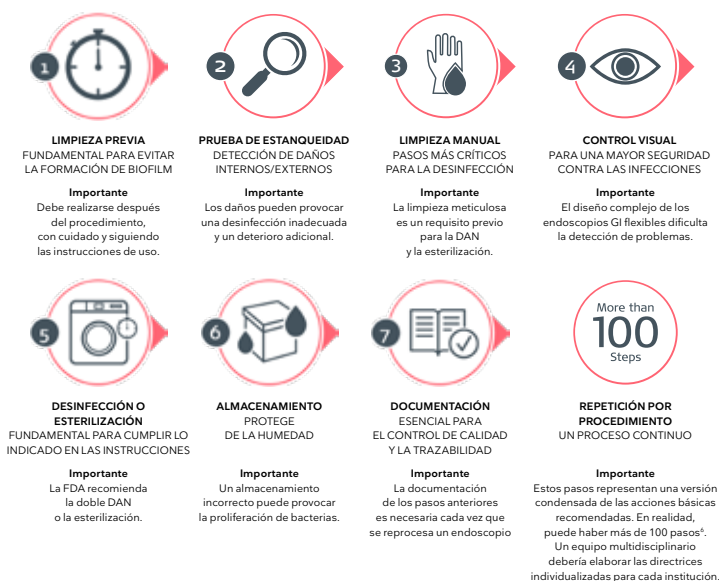 1
LIMPIEZA PREVIA
FUNDAMENTAL PARA EVITAR
LA FORMACIÓN DE BIOFILM
Importante
Debe realizarse después
del procedimiento,
con cuidado y siguiendo
las instrucciones de uso.
2
PRUEBA DE ESTANQUEIDAD
DETECCIÓN DE DAÑOS
INTERNOS/EXTERNOS
Importante
Los daños pueden provocar
una desinfección inadecuada
y un deterioro adicional.
3
LIMPIEZA MANUAL
PASOS MÁS CRÍTICOS
PARA LA DESINFECCIÓN
Importante
La limpieza meticulosa
es un requisito previo
para la DAN
y la esterilización.
4
CONTROL VISUAL
PARA UNA MAYOR SEGURIDAD
CONTRA LAS INFECCIONES
Importante
El diseño complejo de los
endoscopios GI flexibles dificulta
la detección de problemas.
5
DESINFECCIÓN O
ESTERILIZACIÓN
FUNDAMENTAL PARA CUMPLIR LO
INDICADO EN LAS INSTRUCCIONES
Importante
La FDA recomienda
la doble DAN
o la esterilización.
6
ALMACENAMIENTO
PROTEGE
DE LA HUMEDAD
Importante
Un almacenamiento
incorrecto puede provocar
la proliferación de bacterias.
7
DOCUMENTACIÓN
ESENCIAL PARA
EL CONTROL DE CALIDAD
Y LA TRAZABILIDAD
Importante
La documentación
de los pasos anteriores
es necesaria cada vez que
se reprocesa un endoscopio
More than
100
Steps
REPETICIÓN POR
PROCEDIMIENTO
UN PROCESO CONTINUO
Importante
Estos pasos representan una versión
condensada de las acciones básicas
recomendadas. En realidad,
puede haber más de 100 pasos⁶.
Un equipo multidisciplinario
debería elaborar las directrices
individualizadas para cada institución.